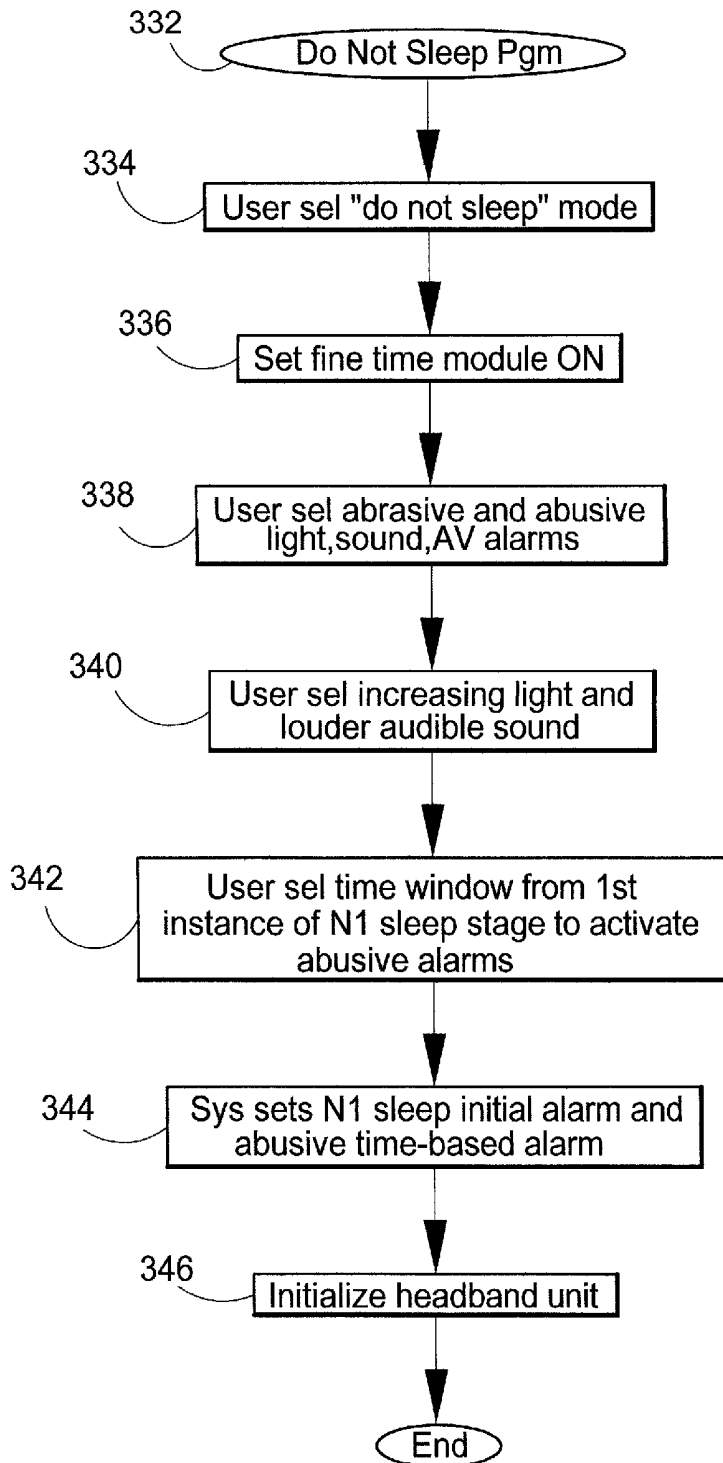 332
Do Not Sleep Pgm
334
User sel "do not sleep" mode
336
Set fine time module ON
338
User sel abrasive and abusive
light,sound,AV alarms
340
User sel increasing light and
louder audible sound
342
User sel time window from 1st
instance of N1 sleep stage to activate
abusive alarms
344
Sys sets N1 sleep initial alarm and
abusive time-based alarm
346
Initialize headband unit
End